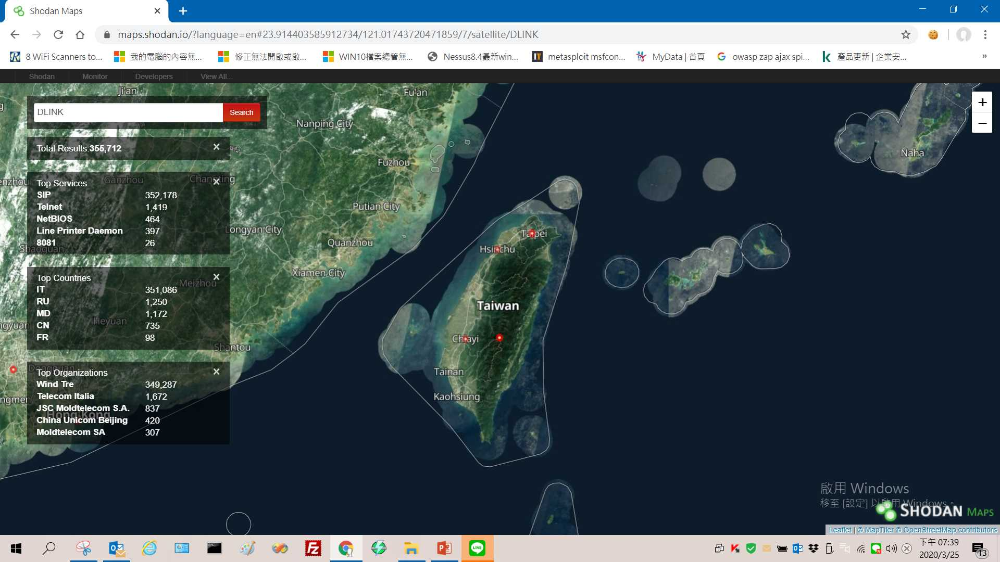 Shodan Maps
maps.shodan.io/?language=en#23.914403585912734/121.01743720471859/7/satellite/DLINK
8 WiFi Scanners to...
我的電腦的內容無...
修正無法開啟或啟...
WIN10檔案總管無...
Nessus8.4最新win...
metasploit msfcon...
MyData | 首頁
owasp zap ajax spi...
產品更新 | 企業安...
»
Shodan
Monitor
Developers
View All...
Ji'an
Fu'an
DLINK
Search
Nanping City
Total Results:355,712
G72
Naha
Fuzhou
Top Services
Ganzhou
Changting
SIP 352,178
Telnet 1,419
NetBIOS 464
Line Printer Daemon 397
8081 26
Putian City
Longyan City
Quanzhou
Shaoguan
Taipei
Hsinchu
Xiamen City
Top Countries
Meizhou
IT 351,086
RU 1,250
MD 1,172
CN 735
FR 98
Heyuan
Taiwan
Chiayi
Shantou
Dongguan
Top Organizations
Wind Tre 349,287
Telecom Italia 1,672
JSC Moldtelecom S.A. 837
Hong Kong
China Unicom Beijing 420
Moldtelecom SA 307
Tainan
Kaohsiung
啟用 Windows
移至 [設定] 以啟用 Windows。
SHODAN MAPS
Leaflet | © MapTiler © OpenStreetMap contributors
LINE
下午 07:39
2020/3/25
13